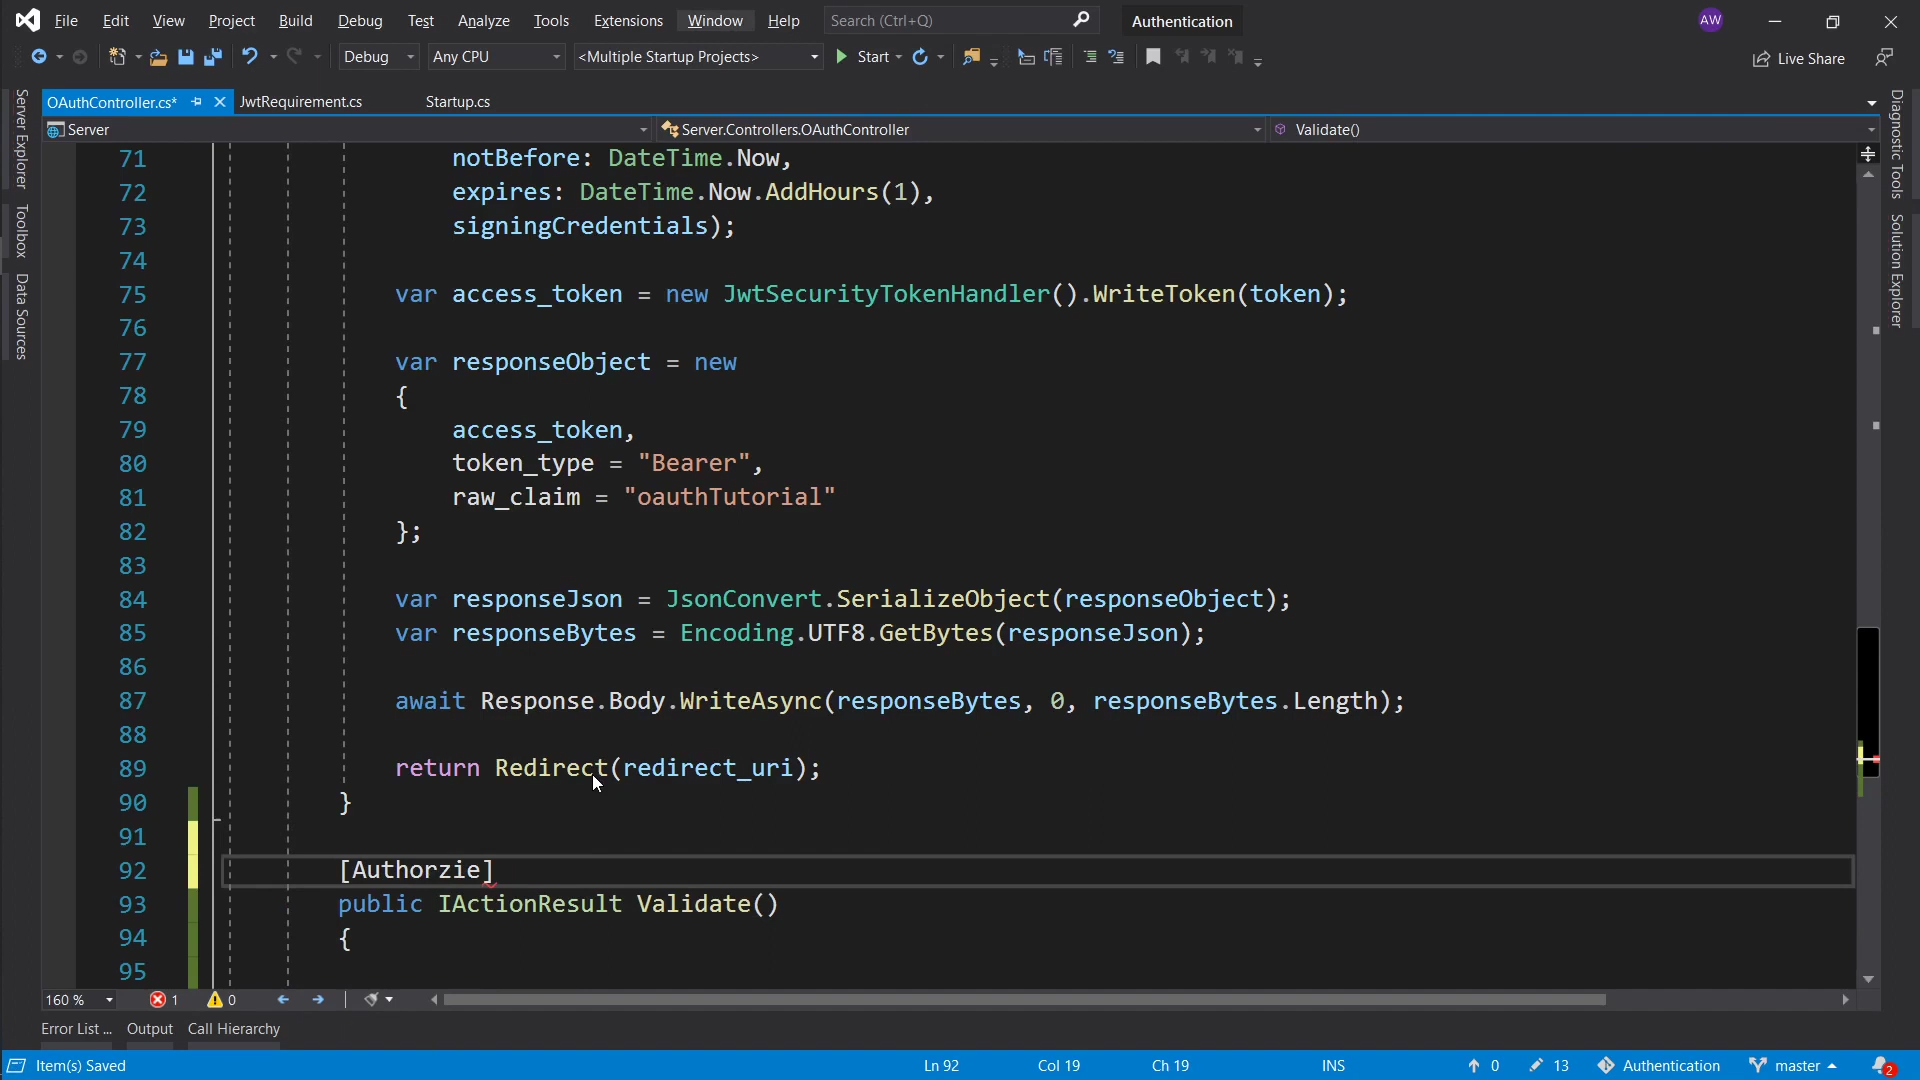 File Edit View Project Build Debug Test Analyze Tools Extensions Window Help Search (Ctrl+Q) Authentication AW
Debug Any CPU <Multiple Startup Projects> Start Live Share
OAuthController.cs* JwtRequirement.cs Startup.cs
Server Server.Controllers.OAuthController Validate()
Server Explorer
Toolbox
Data Sources
71 notBefore: DateTime.Now,
72 expires: DateTime.Now.AddHours(1),
73 signingCredentials);
74
75 var access_token = new JwtSecurityTokenHandler().WriteToken(token);
76
77 var responseObject = new
78 {
79 access_token,
80 token_type = "Bearer",
81 raw_claim = "oauthTutorial"
82 };
83
84 var responseJson = JsonConvert.SerializeObject(responseObject);
85 var responseBytes = Encoding.UTF8.GetBytes(responseJson);
86
87 await Response.Body.WriteAsync(responseBytes, 0, responseBytes.Length);
88
89 return Redirect(redirect_uri);
90 }
91
92 [Authorzie]
93 public IActionResult Validate()
94 {
95
Diagnostic Tools
Solution Explorer
160 % 1 0
Error List ... Output Call Hierarchy
Item(s) Saved Ln 92 Col 19 Ch 19 INS 0 13 Authentication master 2